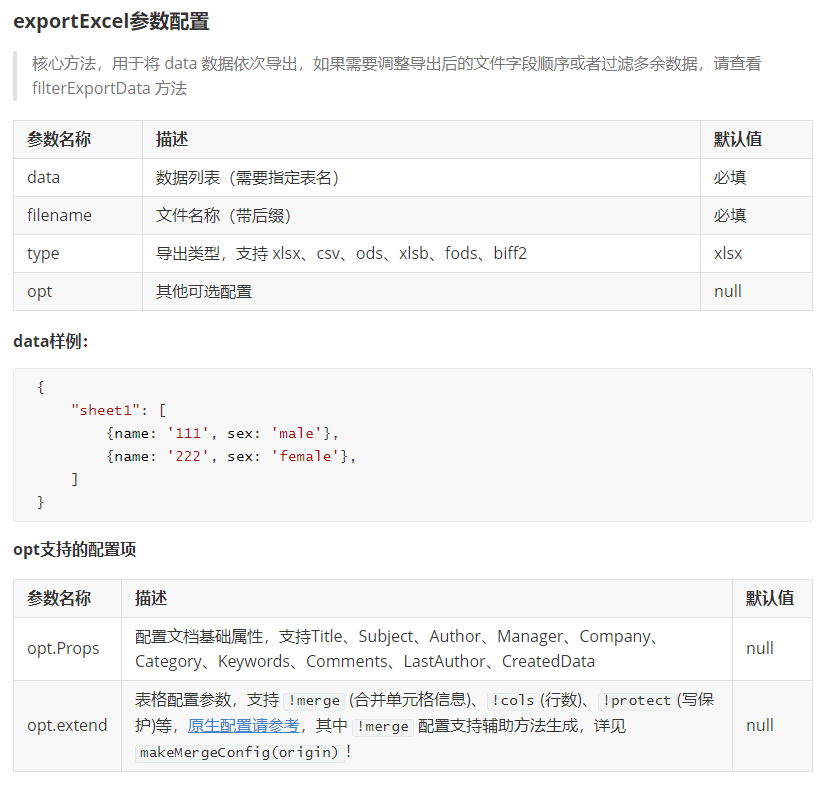 exportExcel参数配置
核心方法，用于将 data 数据依次导出，如果需要调整导出后的文件字段顺序或者过滤多余数据，请查看
filterExportData 方法
参数名称 描述 默认值
data 数据列表（需要指定表名） 必填
filename 文件名称（带后缀） 必填
type 导出类型，支持 xlsx、csv、ods、xlsb、fods、biff2 xlsx
opt 其他可选配置 null
data样例：
{
"sheet1": [
{name: '111', sex: 'male'},
{name: '222', sex: 'female'},
]
}
opt支持的配置项
参数名称 描述 默认值
opt.Props 配置文档基础属性，支持Title、Subject、Author、Manager、Company、
Category、Keywords、Comments、LastAuthor、CreatedData null
opt.extend 表格配置参数，支持 !merge (合并单元格信息)、 !cols (行数)、 !protect (写保
护)等，原生配置请参考，其中 !merge 配置支持辅助方法生成，详见 null
makeMergeConfig(origin) ！